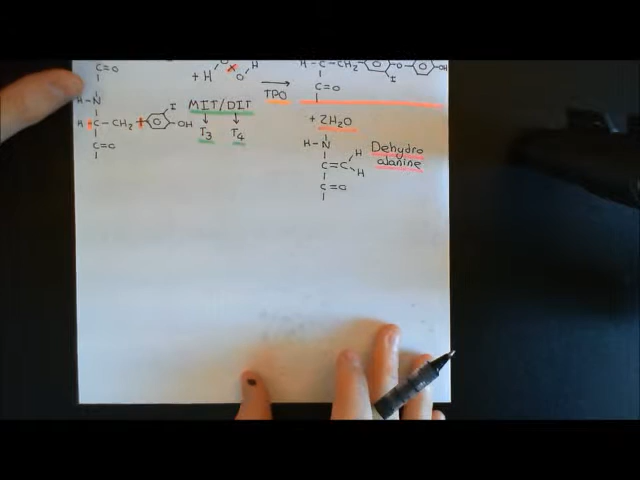 C=O
+ H
O
O
H
H-C-CH2
O
OH
I
TPO
C=O
H-N
MIT/DIT
+ 2H2O
H C-CH2
I
OH
T3
T4
H-N
Dehydro
alanine
C=O
C=C
H
H
C=O